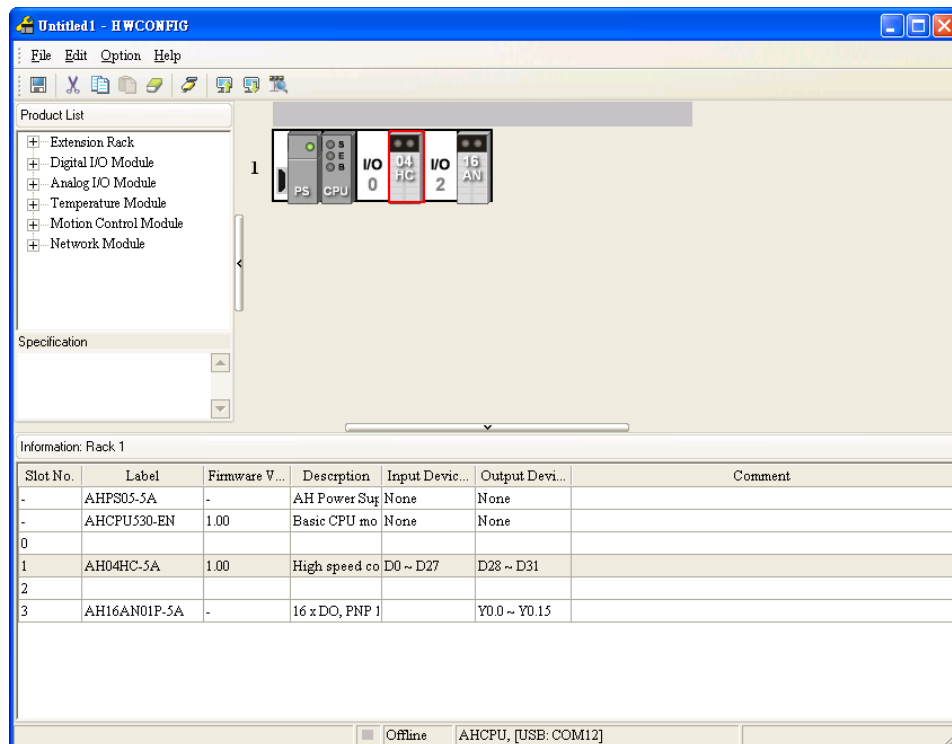 Untitled1 - HWCONFIG
File Edit Option Help
Product List
Extension Rack
Digital I/O Module
Analog I/O Module
Temperature Module
Motion Control Module
Network Module
Specification
1
PS CPU S E B I/O 0 04 HC I/O 2 16 AN
Information: Rack 1
Slot No. Label Firmware V... Descrption Input Devic... Output Devi... Comment
- AHPS05-5A - AH Power Sup None None
- AHCPU530-EN 1.00 Basic CPU mo None None
0
1 AH04HC-5A 1.00 High speed co D0 ~ D27 D28 ~ D31
2
3 AH16AN01P-5A - 16 x DO, PNP 1 Y0.0 ~ Y0.15
Offline AHCPU, [USB: COM12]